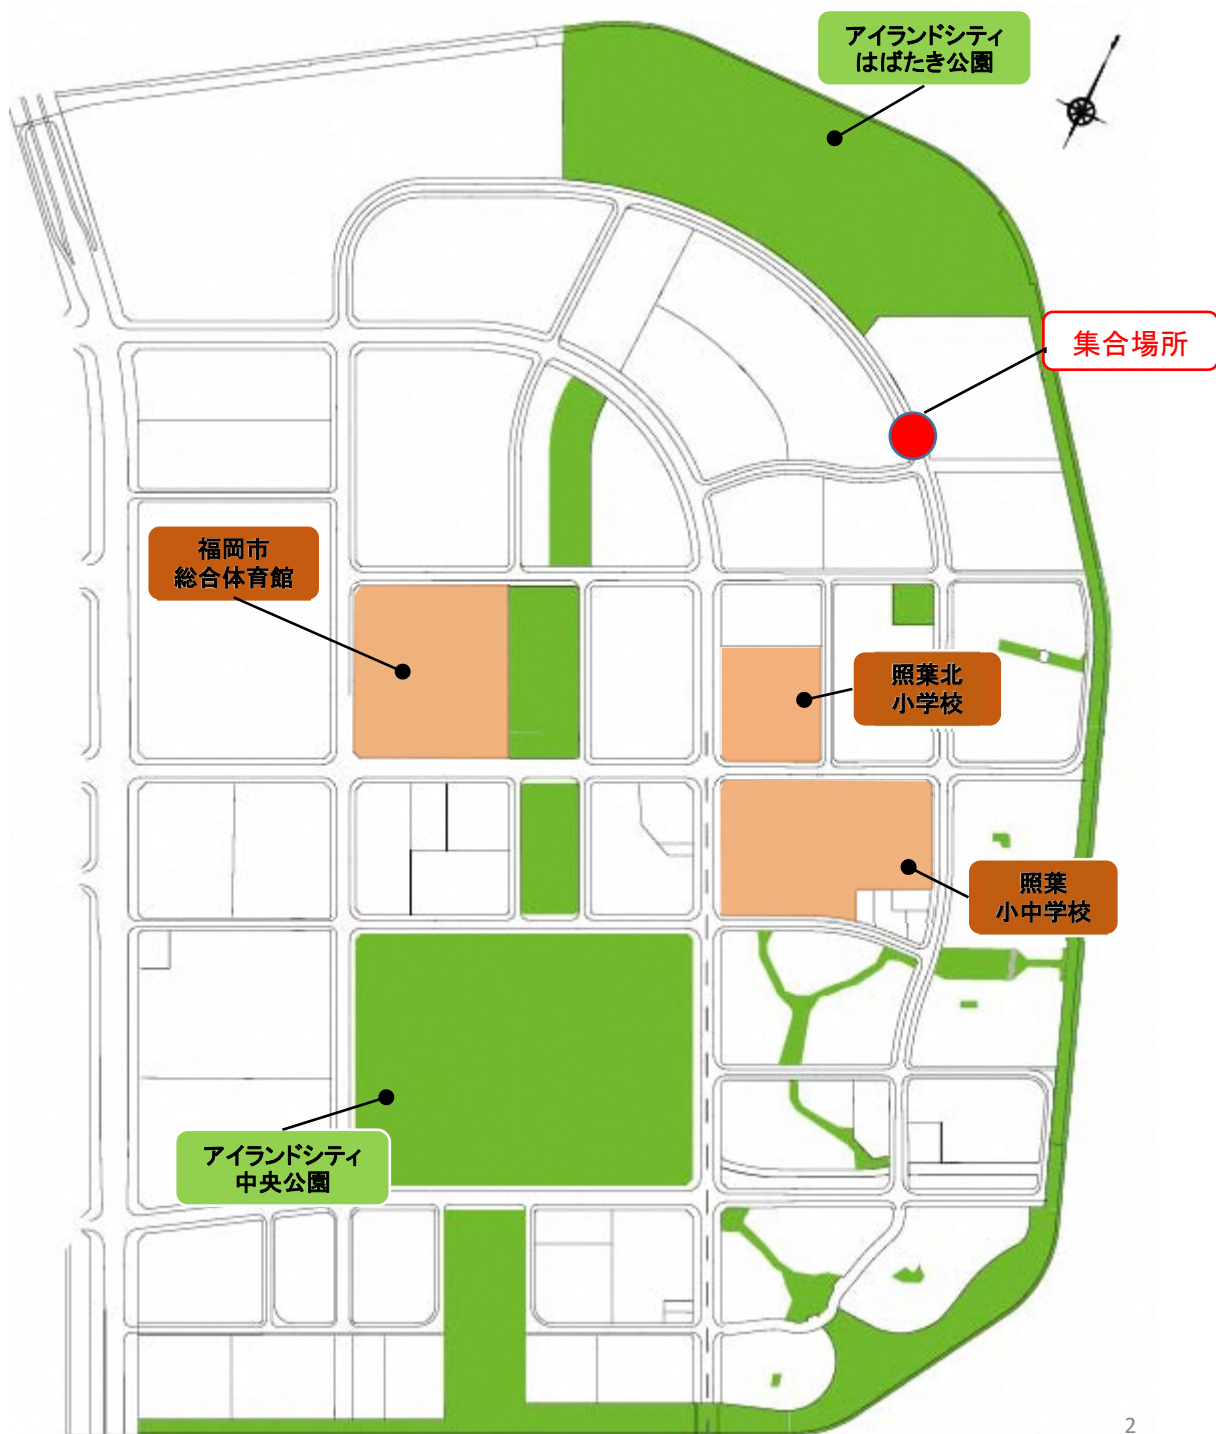 アイランドシティ
はばたき公園
集合場所
福岡市
総合体育館
照葉北
小学校
照葉
小中学校
アイランドシティ
中央公園
2